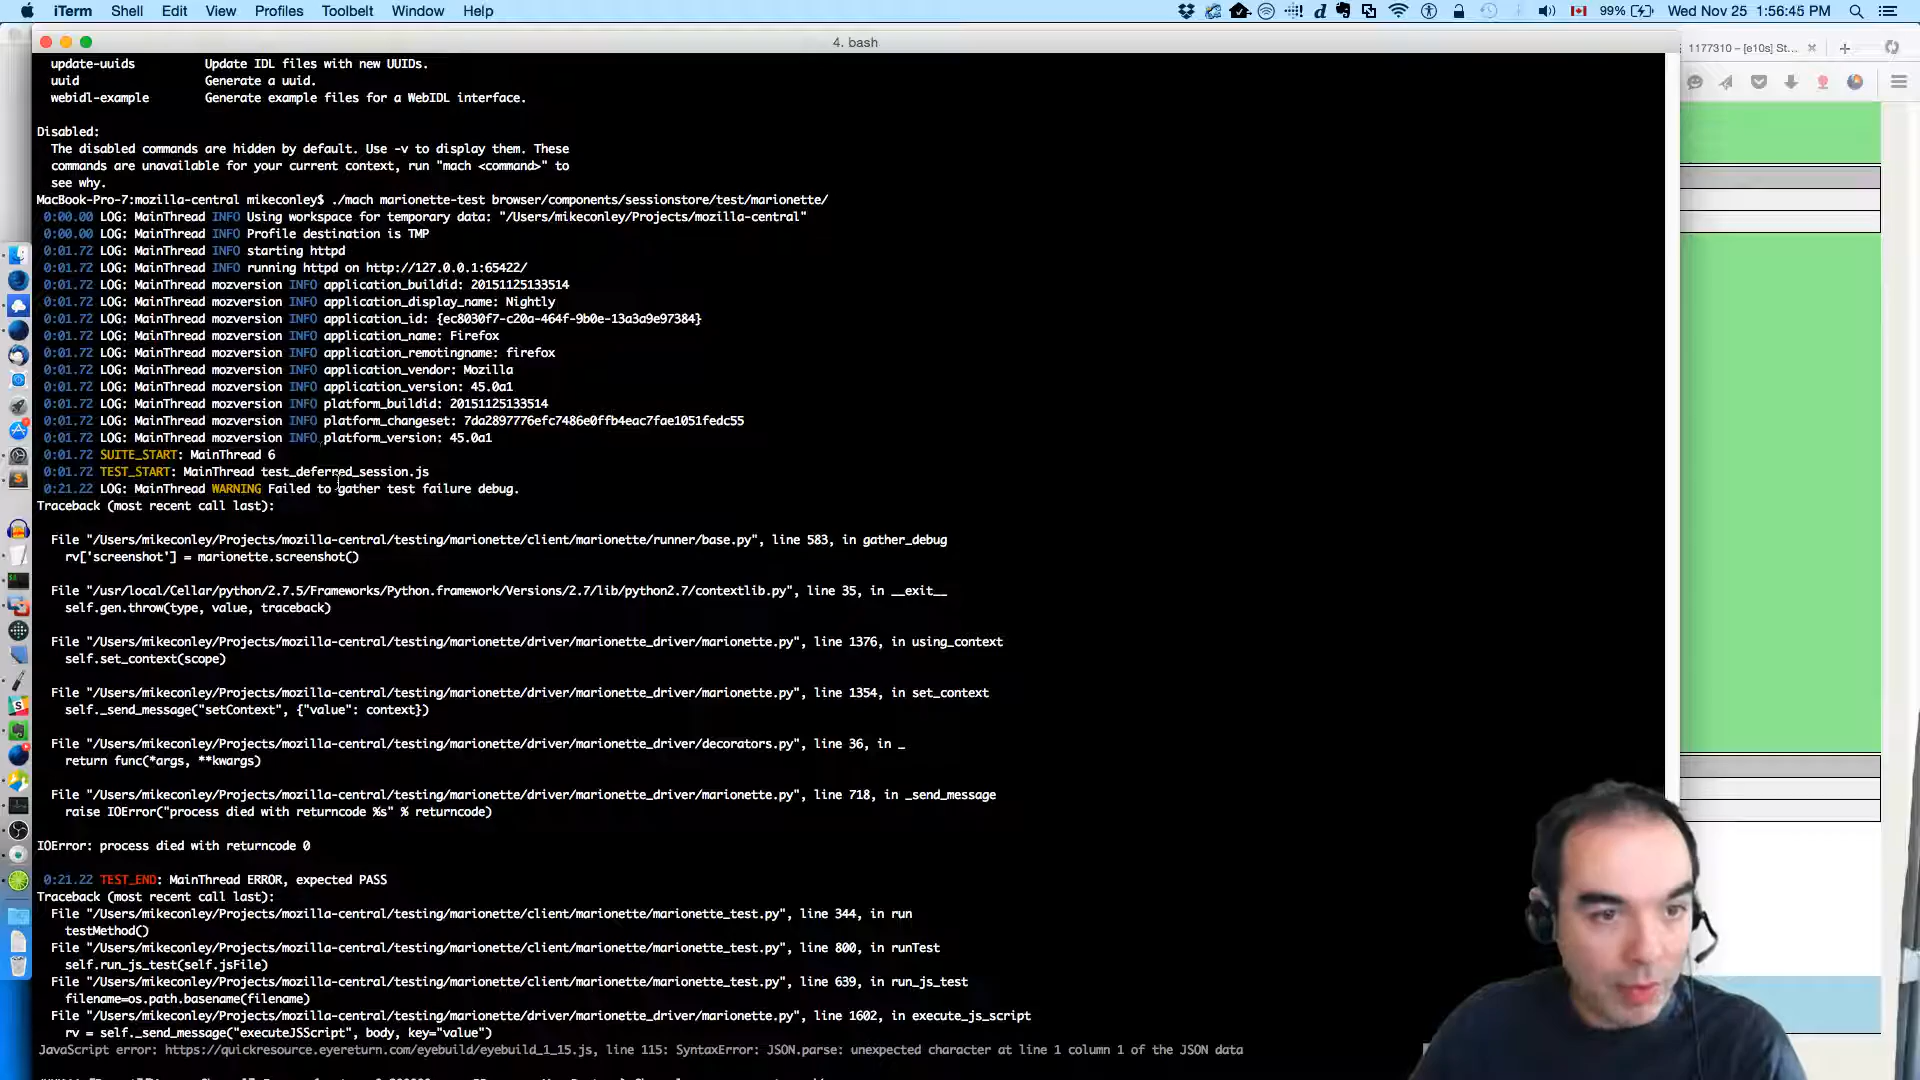 iTerm Shell Edit View Profiles Toolbelt Window Help 99% Wed Nov 25 1:56:45 PM
4. bash
1177310 – [e10s] St...
update-uuids Update IDL files with new UUIDs.
uuid Generate a uuid.
webidl-example Generate example files for a WebIDL interface.
Disabled:
The disabled commands are hidden by default. Use -v to display them. These
commands are unavailable for your current context, run "mach <command>" to
see why.
MacBook-Pro-7:mozilla-central mikeconley$ ./mach marionette-test browser/components/sessionstore/test/marionette/
0:00.00 LOG: MainThread INFO Using workspace for temporary data: "/Users/mikeconley/Projects/mozilla-central"
0:00.00 LOG: MainThread INFO Profile destination is TMP
0:01.72 LOG: MainThread INFO starting httpd
0:01.72 LOG: MainThread INFO running httpd on http://127.0.0.1:65422/
0:01.72 LOG: MainThread mozversion INFO application_buildid: 20151125133514
0:01.72 LOG: MainThread mozversion INFO application_display_name: Nightly
0:01.72 LOG: MainThread mozversion INFO application_id: {ec8030f7-c20a-464f-9b0e-13a3a9e97384}
0:01.72 LOG: MainThread mozversion INFO application_name: Firefox
0:01.72 LOG: MainThread mozversion INFO application_remotingname: firefox
0:01.72 LOG: MainThread mozversion INFO application_vendor: Mozilla
0:01.72 LOG: MainThread mozversion INFO application_version: 45.0a1
0:01.72 LOG: MainThread mozversion INFO platform_buildid: 20151125133514
0:01.72 LOG: MainThread mozversion INFO platform_changeset: 7da2897776efc7486e0ffb4eac7fae1051fedc55
0:01.72 LOG: MainThread mozversion INFO platform_version: 45.0a1
0:01.72 SUITE_START: MainThread 6
0:01.72 TEST_START: MainThread test_deferred_session.js
0:21.22 LOG: MainThread WARNING Failed to gather test failure debug.
Traceback (most recent call last):
File "/Users/mikeconley/Projects/mozilla-central/testing/marionette/client/marionette/runner/base.py", line 583, in gather_debug
rv['screenshot'] = marionette.screenshot()
File "/usr/local/Cellar/python/2.7.5/Frameworks/Python.framework/Versions/2.7/lib/python2.7/contextlib.py", line 35, in __exit__
self.gen.throw(type, value, traceback)
File "/Users/mikeconley/Projects/mozilla-central/testing/marionette/driver/marionette_driver/marionette.py", line 1376, in using_context
self.set_context(scope)
File "/Users/mikeconley/Projects/mozilla-central/testing/marionette/driver/marionette_driver/marionette.py", line 1354, in set_context
self._send_message("setContext", {"value": context})
File "/Users/mikeconley/Projects/mozilla-central/testing/marionette/driver/marionette_driver/decorators.py", line 36, in _
return func(*args, **kwargs)
File "/Users/mikeconley/Projects/mozilla-central/testing/marionette/driver/marionette_driver/marionette.py", line 718, in _send_message
raise IOError("process died with returncode %s" % returncode)
IOError: process died with returncode 0
0:21.22 TEST_END: MainThread ERROR, expected PASS
Traceback (most recent call last):
File "/Users/mikeconley/Projects/mozilla-central/testing/marionette/client/marionette/marionette_test.py", line 344, in run
testMethod()
File "/Users/mikeconley/Projects/mozilla-central/testing/marionette/client/marionette/marionette_test.py", line 800, in runTest
self.run_js_test(self.jsFile)
File "/Users/mikeconley/Projects/mozilla-central/testing/marionette/client/marionette/marionette_test.py", line 639, in run_js_test
filename=os.path.basename(filename)
File "/Users/mikeconley/Projects/mozilla-central/testing/marionette/driver/marionette_driver/marionette.py", line 1602, in execute_js_script
rv = self._send_message("executeJSScript", body, key="value")
JavaScript error: https://quickresource.eyereturn.com/eyebuild/eyebuild_1_15.js, line 115: SyntaxError: JSON.parse: unexpected character at line 1 column 1 of the JSON data